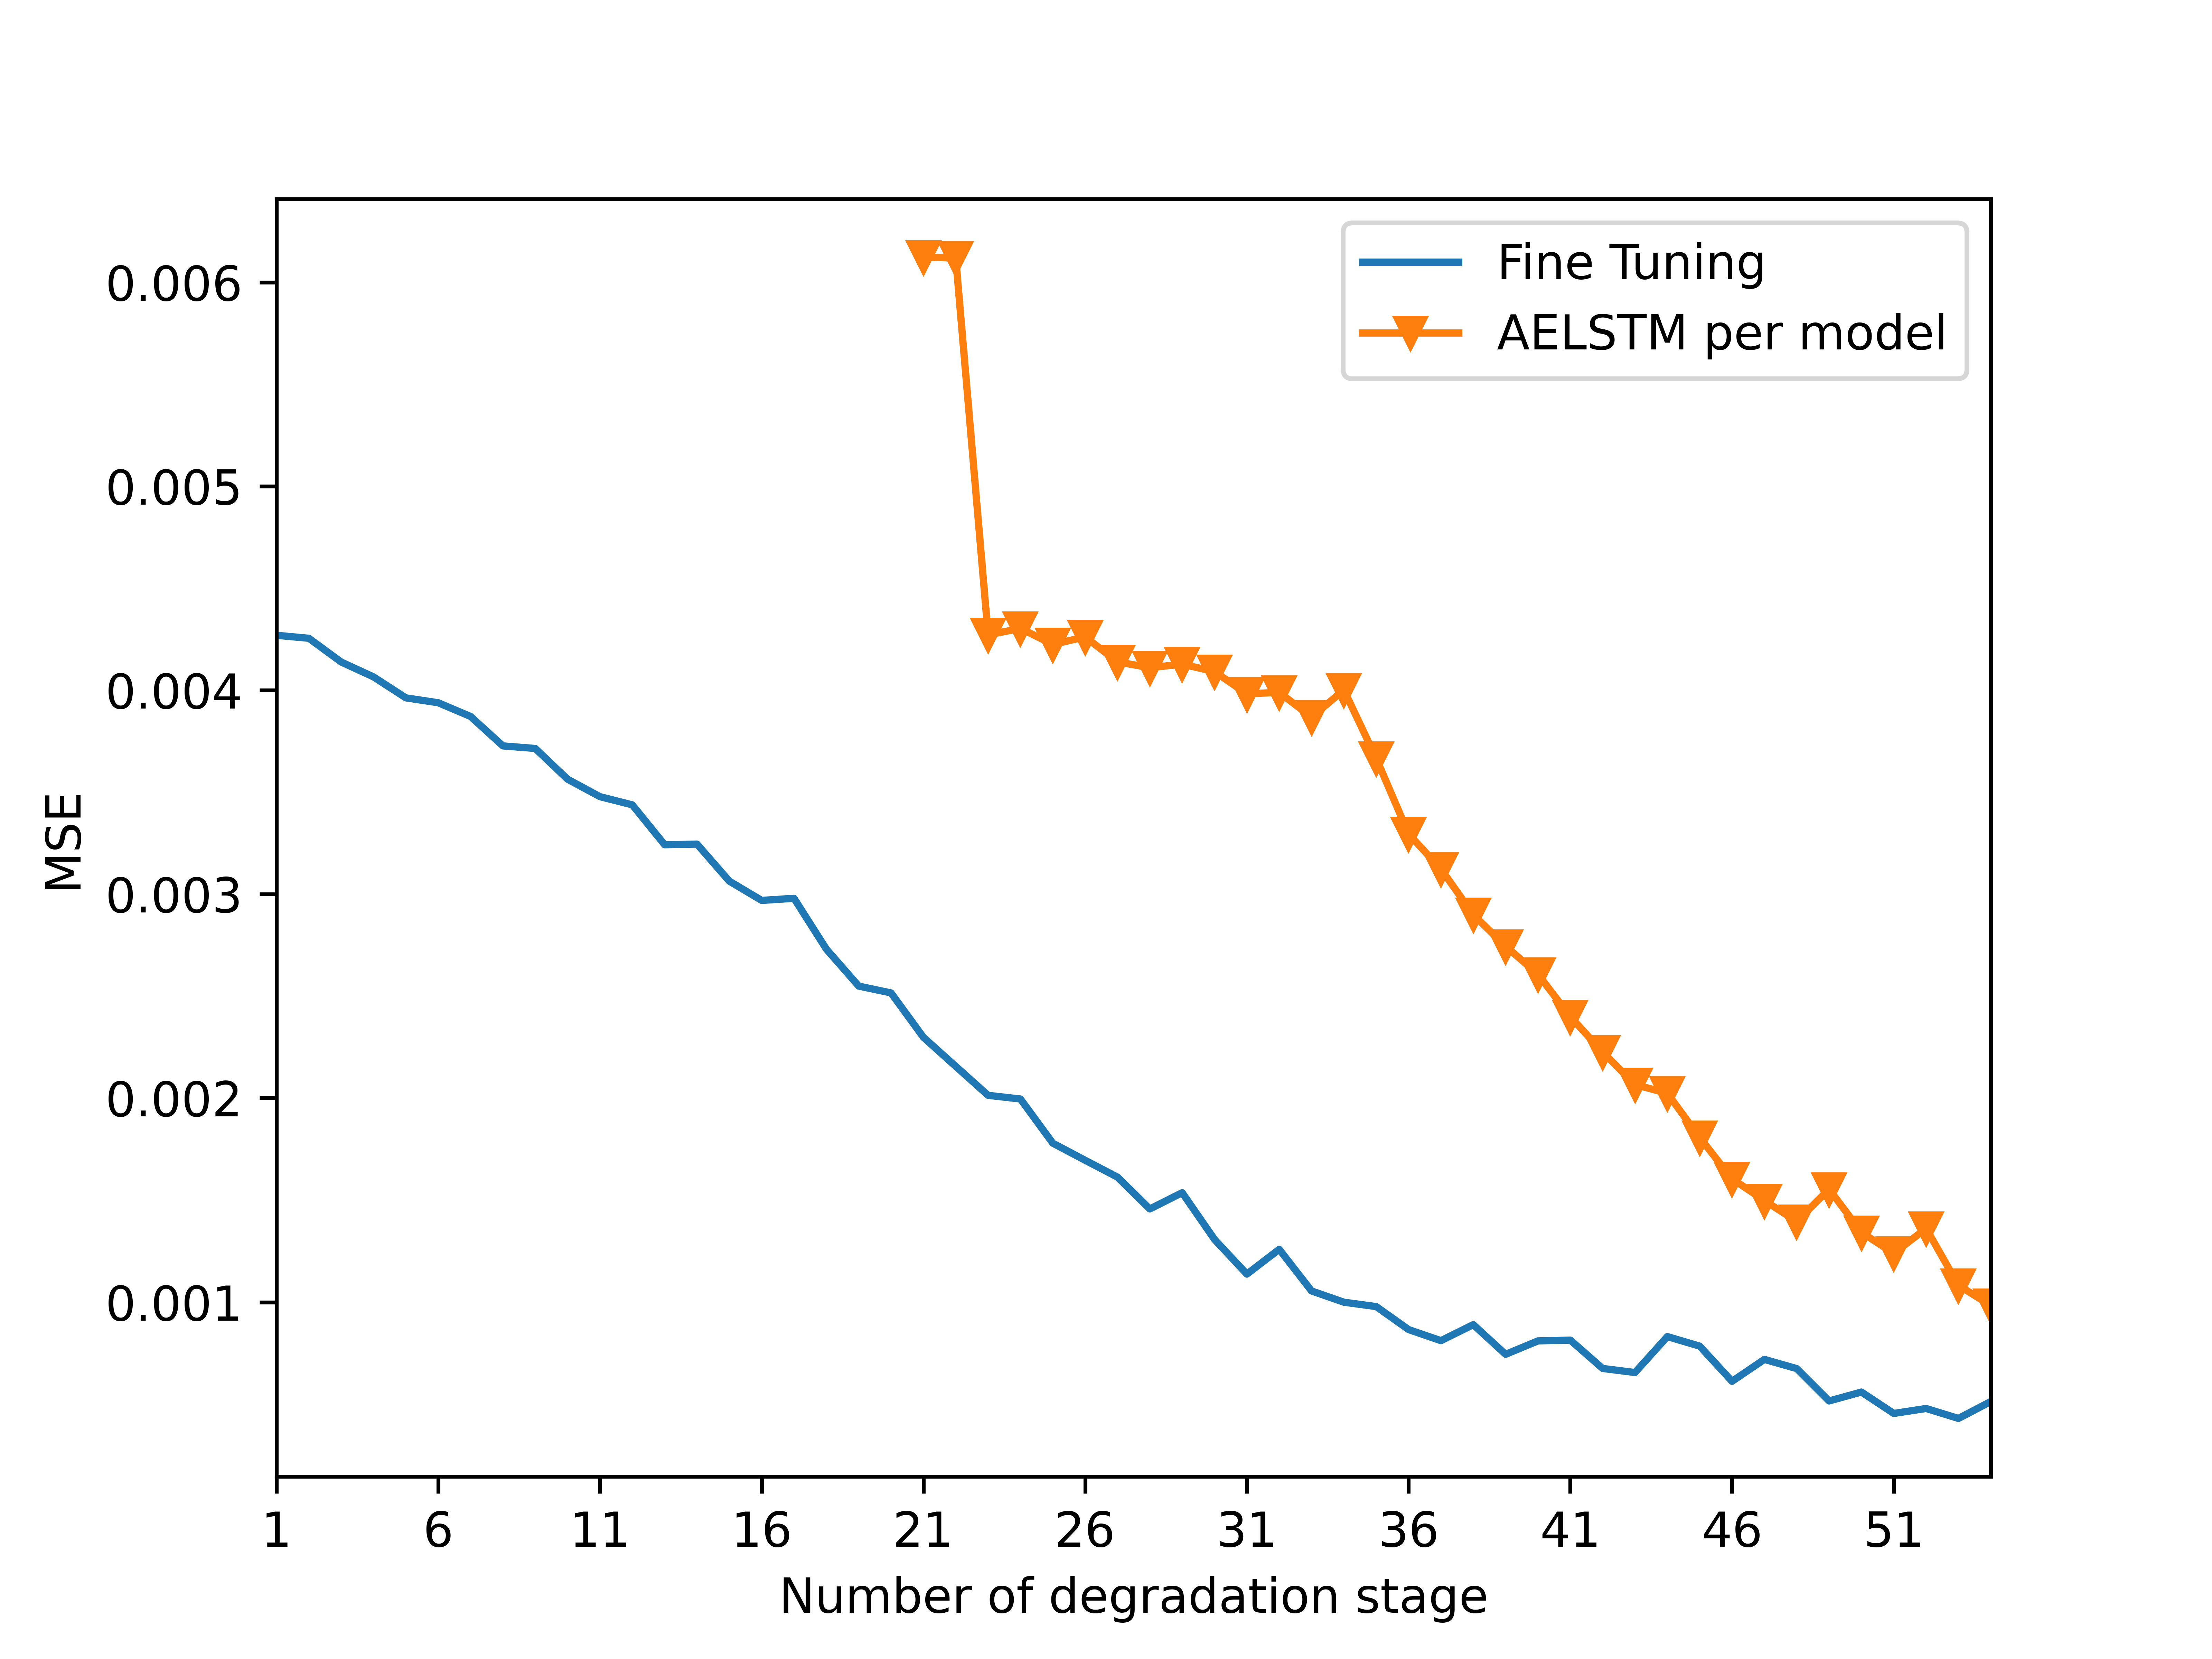 Fine Tuning
AELSTM per model
0.006
0.005
0.004
0.003
0.002
0.001
MSE
1 6 11 16 21 26 31 36 41 46 51
Number of degradation stage